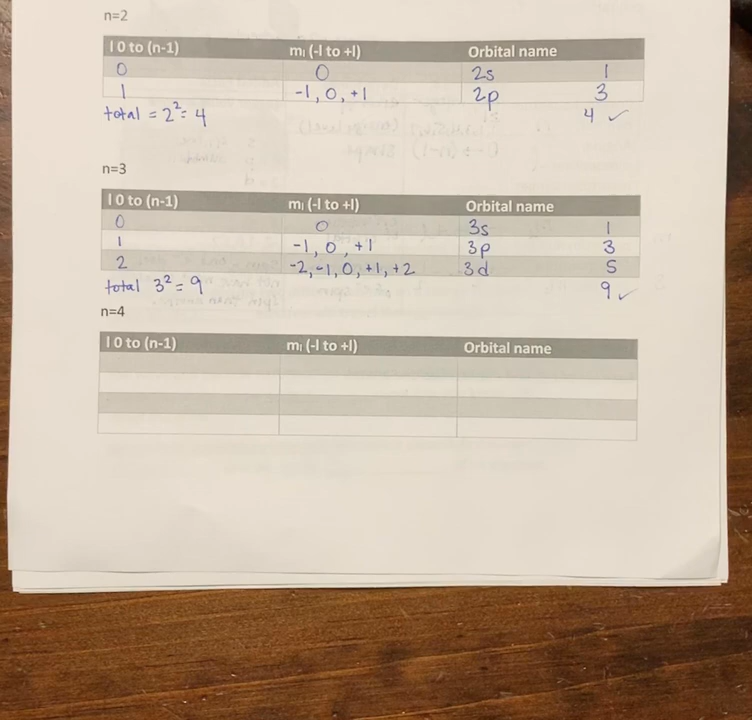 n=2
l 0 to (n-1) mₗ (-l to +l) Orbital name
0 0 2s 1
1 -1, 0, +1 2p 3
total = 2² = 4 4 ✓
n=3
l 0 to (n-1) mₗ (-l to +l) Orbital name
0 0 3s 1
1 -1, 0, +1 3p 3
2 -2, -1, 0, +1, +2 3d 5
total 3² = 9 9 ✓
n=4
l 0 to (n-1) mₗ (-l to +l) Orbital name